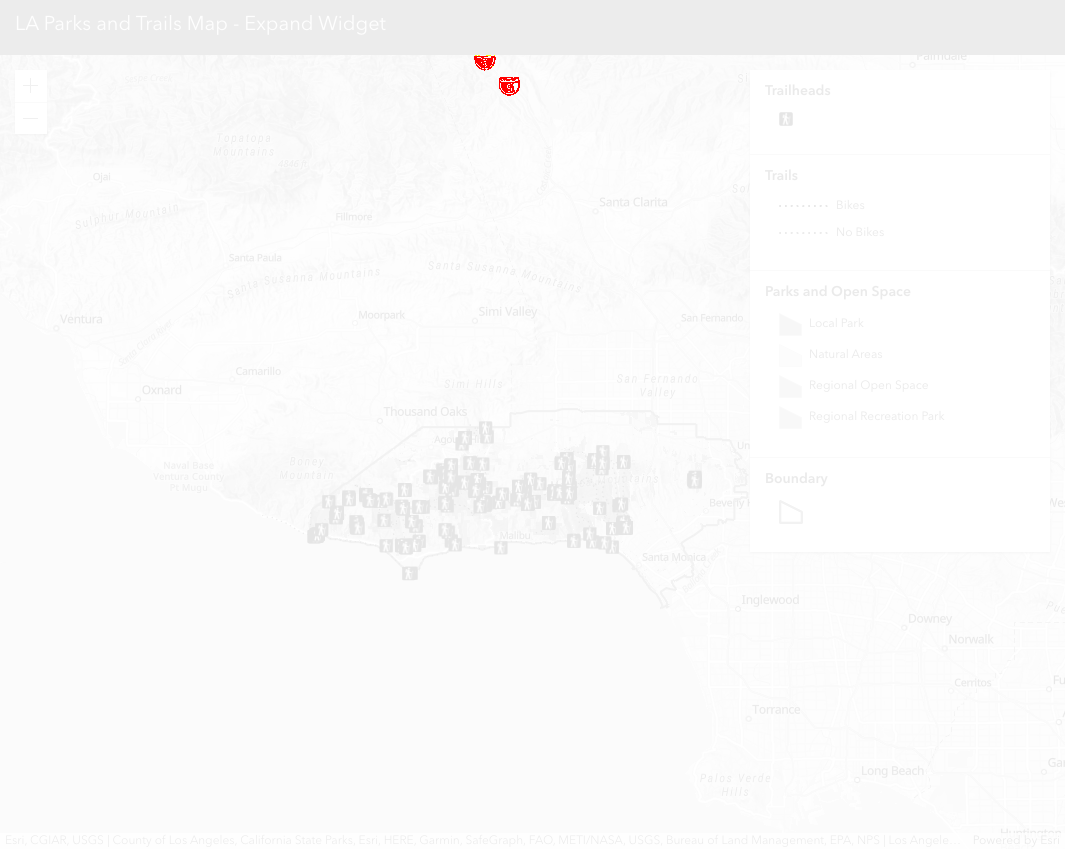 LA Parks and Trails Map - Expand Widget
Palmdale
Trailheads
Topatopa
Mountains
Trails
Ojai
Santa Clarita
Bikes
Sulphur Mountain
Fillmore
No Bikes
Santa Paula
Santa Susanna Mountains
Santa Susanna Mountains
Parks and Open Space
Ventura
Moorpark
Simi Valley
San Fernando
Local Park
Natural Areas
Camarillo
Simi Hills
San Fernando
Valley
Regional Open Space
Oxnard
Thousand Oaks
Regional Recreation Park
Naval Base
Ventura County
Pt Mugu
Boney
Mountain
Boundary
Malibu
Santa Monica
Inglewood
Downey
Norwalk
Cerritos
Torrance
Long Beach
Palos Verde
Hills
Huntington
Esri, CGIAR, USGS | County of Los Angeles, California State Parks, Esri, HERE, Garmin, SafeGraph, FAO, METI/NASA, USGS, Bureau of Land Management, EPA, NPS | Los Angele...
Powered by Esri